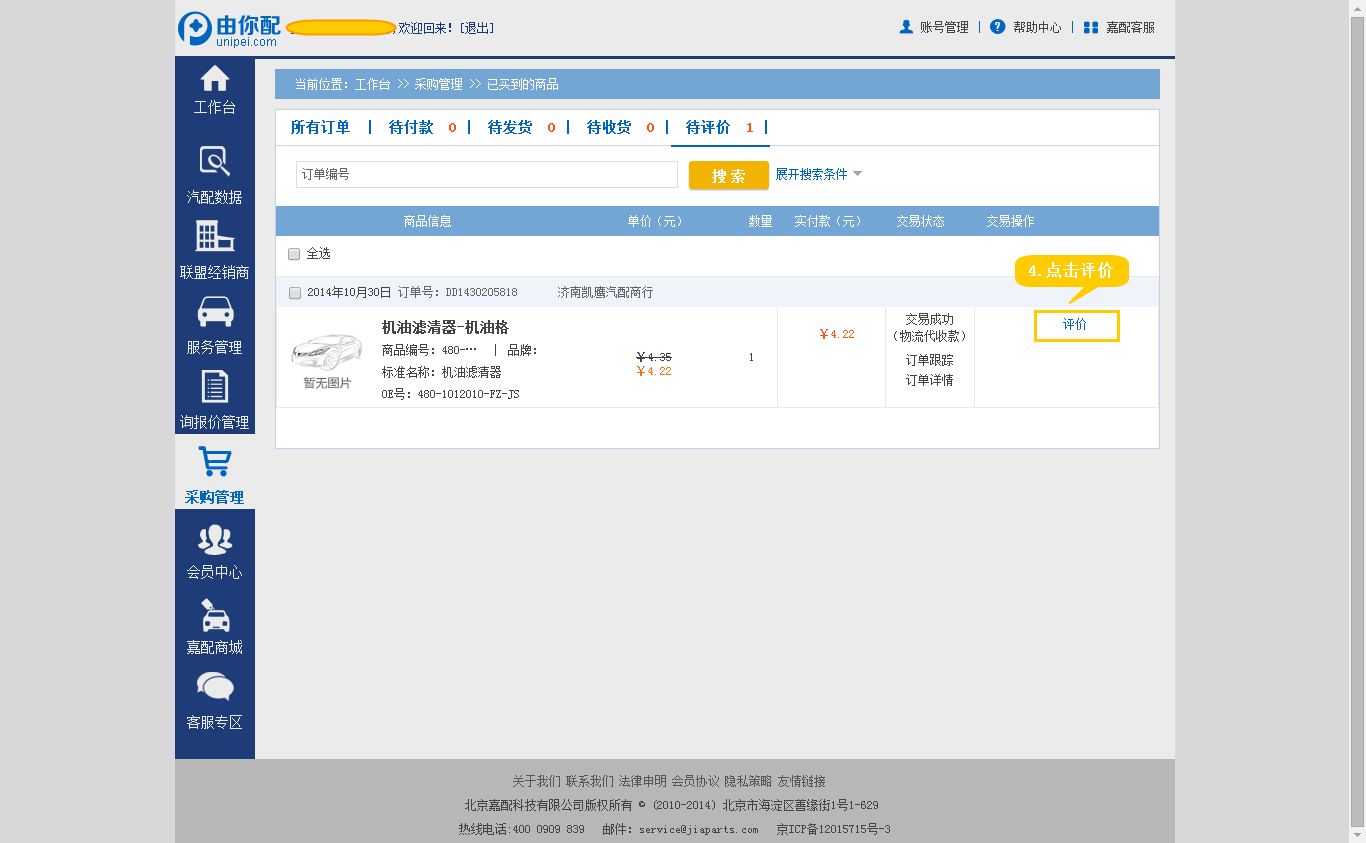 由你配
unipei.com
欢迎回来! [退出]
账号管理 | ? 帮助中心 | 嘉配客服
工作台
汽配数据
联盟经销商
服务管理
询报价管理
采购管理
会员中心
嘉配商城
客服专区
当前位置: 工作台 >> 采购管理 >> 已买到的商品
所有订单 | 待付款 0 | 待发货 0 | 待收货 0 | 待评价 1 |
订单编号 搜索 展开搜索条件
商品信息 单价（元） 数量 实付款（元） 交易状态 交易操作
全选
4.点击评价
2014年10月30日 订单号: DD1430205818 济南凯鹰汽配商行
暂无图片
机油滤清器-机油格
商品编号: 480-… | 品牌:
标准名称: 机油滤清器
OE号: 480-1012010-FZ-JS
￥4.35
￥4.22
1
￥4.22
交易成功
（物流代收款）
订单跟踪
订单详情
评价
关于我们 联系我们 法律申明 会员协议 隐私策略 友情链接
北京嘉配科技有限公司版权所有 © (2010-2014) 北京市海淀区善缘街1号1-629
热线电话:400 0909 839 邮件: service@jiaparts.com 京ICP备12015715号-3